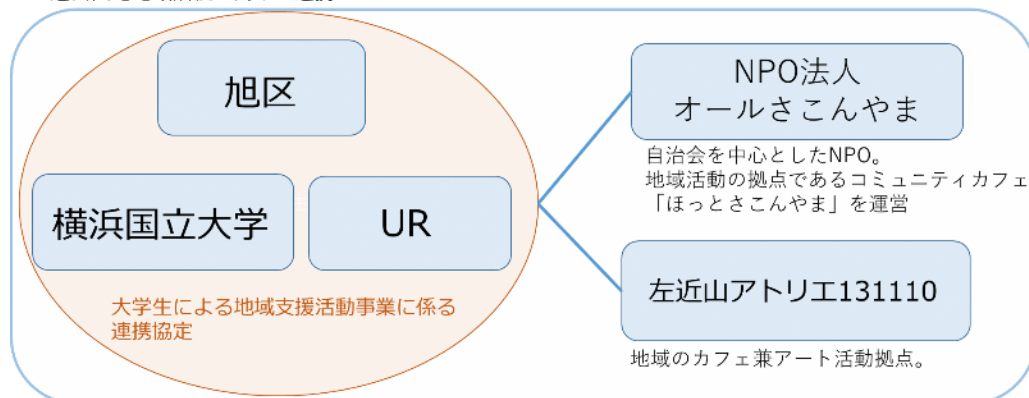 旭区
横浜国立大学
UR
大学生による地域支援活動事業に係る
連携協定
NPO法人
オールさこんやま
自治会を中心としたNPO。
地域活動の拠点であるコミュニティカフェ
「ほっとさこんやま」を運営
左近山アトリエ131110
地域のカフェ兼アート活動拠点。